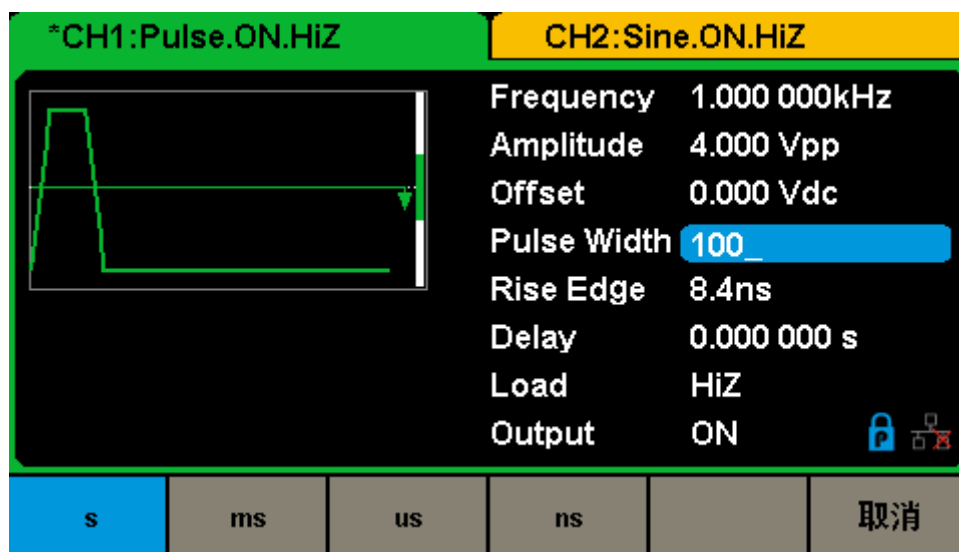 *CH1:Pulse.ON.HiZ
CH2:Sine.ON.HiZ
Frequency 1.000 000kHz
Amplitude 4.000 Vpp
Offset 0.000 Vdc
Pulse Width 100_
Rise Edge 8.4ns
Delay 0.000 000 s
Load HiZ
Output ON
P
s ms us ns 取消